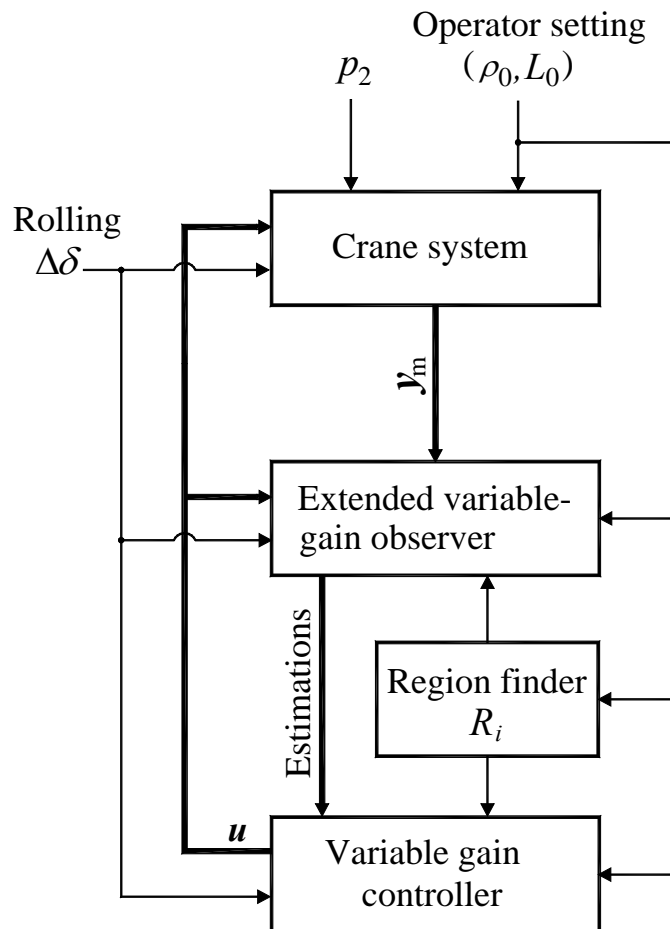 Operator setting
(ρ₀, L₀)
p₂
Rolling
Δδ
Crane system
yₘ
Extended variable-
gain observer
Estimations
Region finder
Rᵢ
u
Variable gain
controller